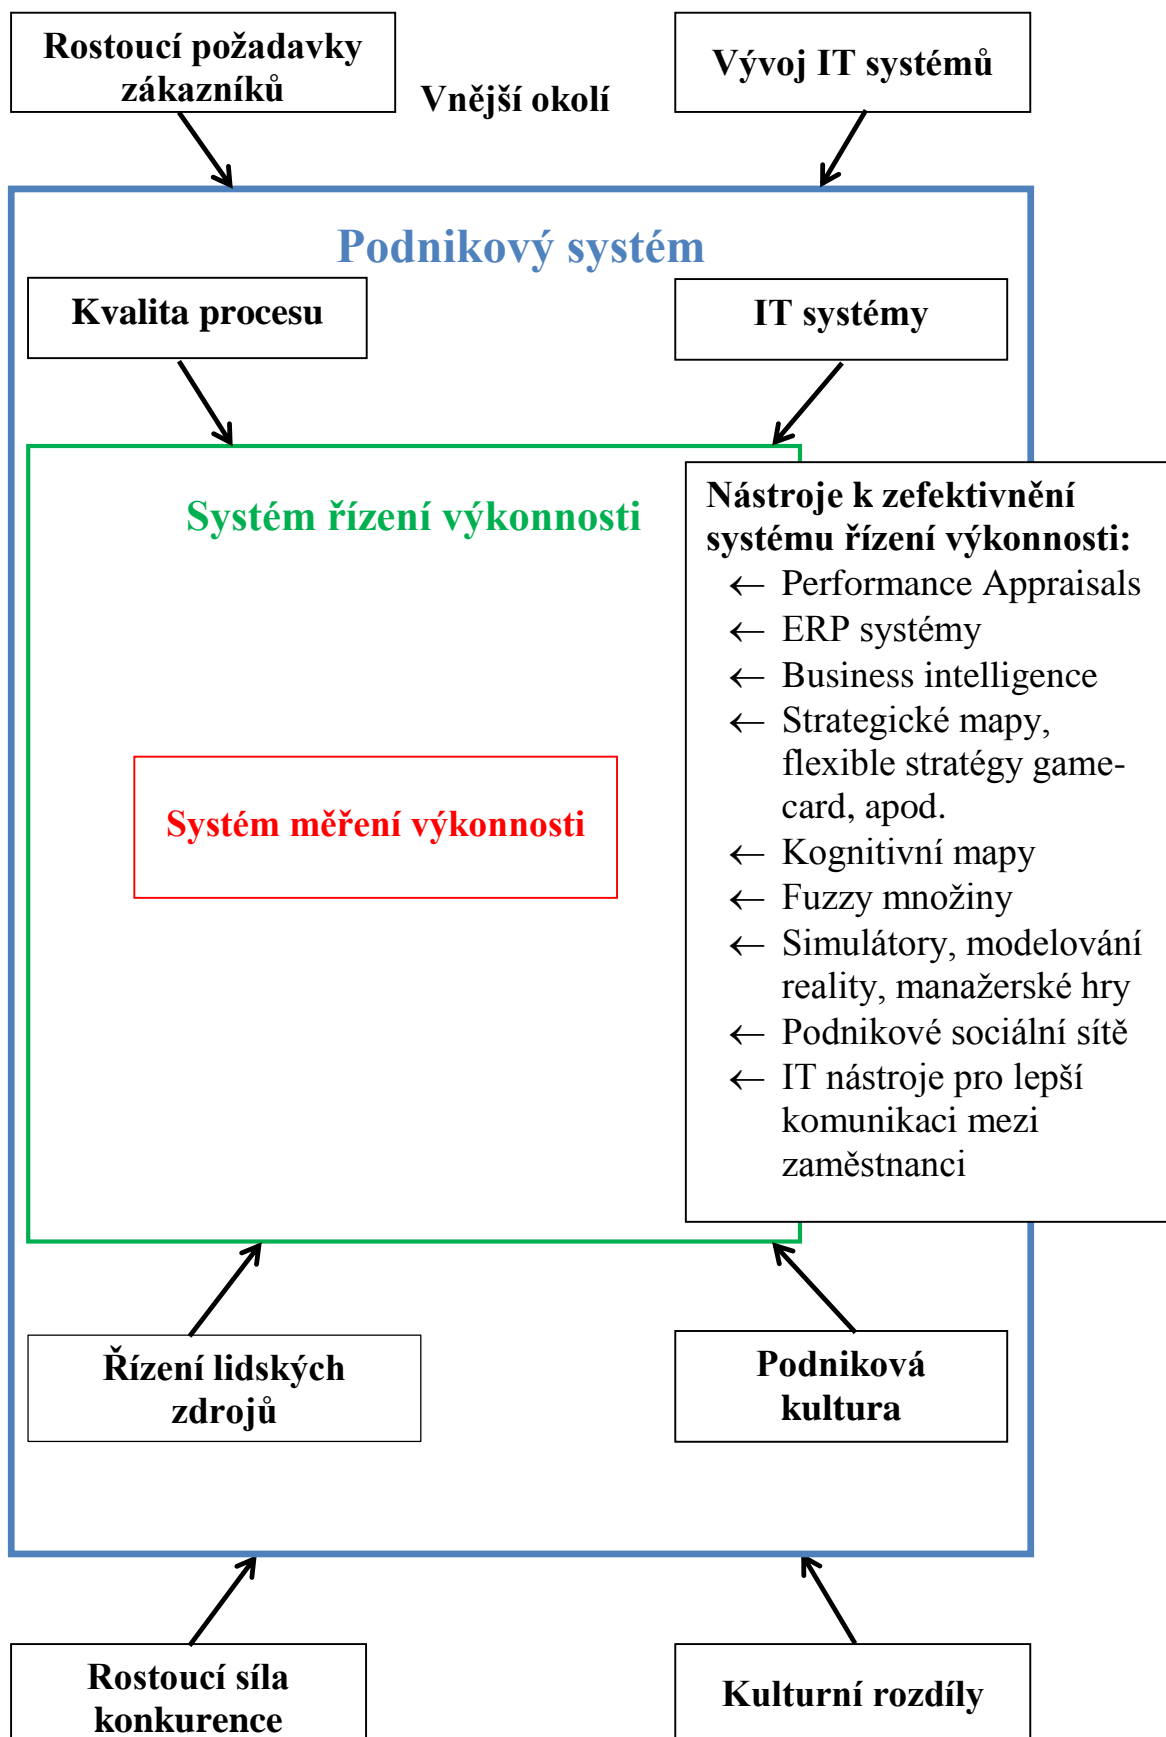 Rostoucí požadavky
zákazníků
Vnější okolí
Vývoj IT systémů
Podnikový systém
Kvalita procesu
IT systémy
Systém řízení výkonnosti
Systém měření výkonnosti
Nástroje k zefektivnění
systému řízení výkonnosti:
← Performance Appraisals
← ERP systémy
← Business intelligence
← Strategické mapy,
flexible stratégy game-
card, apod.
← Kognitivní mapy
← Fuzzy množiny
← Simulátory, modelování
reality, manažerské hry
← Podnikové sociální sítě
← IT nástroje pro lepší
komunikaci mezi
zaměstnanci
Řízení lidských
zdrojů
Podniková
kultura
Rostoucí síla
konkurence
Kulturní rozdíly